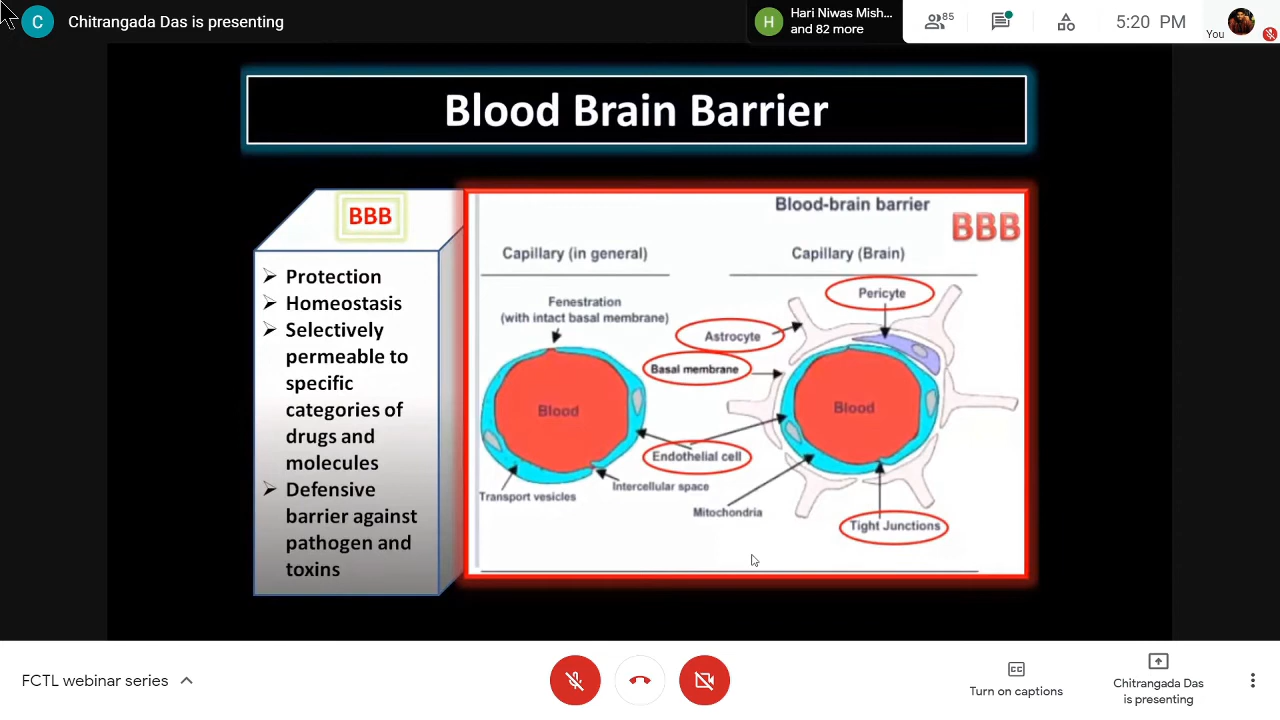 C
Chitrangada Das is presenting
H
Hari Niwas Mish...
and 82 more
85
5:20 PM
You
Blood Brain Barrier
BBB
Protection
Homeostasis
Selectively
permeable to
specific
categories of
drugs and
molecules
Defensive
barrier against
pathogen and
toxins
Blood-brain barrier
BBB
Capillary (in general)
Capillary (Brain)
Fenestration
(with intact basal membrane)
Pericyte
Astrocyte
Basal membrane
Blood
Blood
Endothelial cell
Intercellular space
Transport vesicles
Mitochondria
Tight Junctions
FCTL webinar series
CC
Turn on captions
Chitrangada Das
is presenting